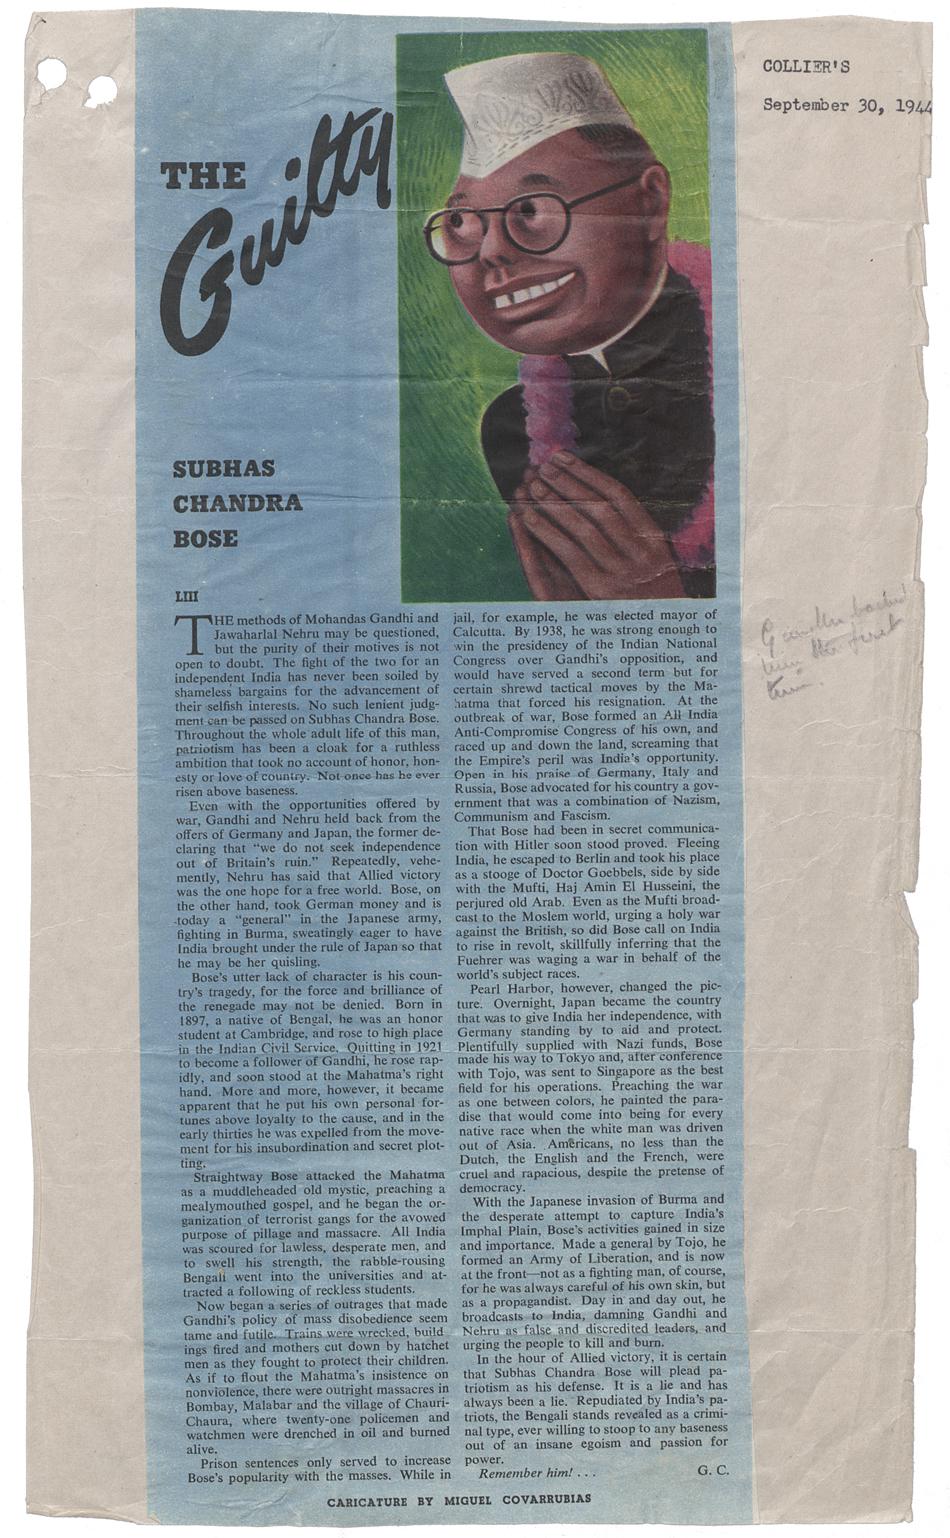 COLLIER'S
September 30, 1944
THE
Guilty
SUBHAS
CHANDRA
BOSE
LIII
THE methods of Mohandas Gandhi and
Jawaharlal Nehru may be questioned,
but the purity of their motives is not
open to doubt. The fight of the two for an
independent India has never been soiled by
shameless bargains for the advancement of
their selfish interests. No such lenient judg-
ment can be passed on Subhas Chandra Bose.
Throughout the whole adult life of this man,
patriotism has been a cloak for a ruthless
ambition that took no account of honor, hon-
esty or love of country. Not once has he ever
risen above baseness.
Even with the opportunities offered by
war, Gandhi and Nehru held back from the
offers of Germany and Japan, the former de-
claring that "we do not seek independence
out of Britain's ruin." Repeatedly, vehe-
mently, Nehru has said that Allied victory
was the one hope for a free world. Bose, on
the other hand, took German money and is
today a "general" in the Japanese army,
fighting in Burma, sweatingly eager to have
India brought under the rule of Japan so that
he may be her quisling.
Bose's utter lack of character is his coun-
try's tragedy, for the force and brilliance of
the renegade may not be denied. Born in
1897, a native of Bengal, he was an honor
student at Cambridge, and rose to high place
in the Indian Civil Service, Quitting in 1921
to become a follower of Gandhi, he rose rap-
idly, and soon stood at the Mahatma's right
hand. More and more, however, it became
apparent that he put his own personal for-
tunes above loyalty to the cause, and in the
early thirties he was expelled from the move-
ment for his insubordination and secret plot-
ting.
Straightway Bose attacked the Mahatma
as a muddleheaded old mystic, preaching a
mealymouthed gospel, and he began the or-
ganization of terrorist gangs for the avowed
purpose of pillage and massacre. All India
was scoured for lawless, desperate men, and
to swell his strength, the rabble-rousing
Bengali went into the universities and at-
tracted a following of reckless students.
Now began a series of outrages that made
Gandhi's policy of mass disobedience seem
tame and futile. Trains were wrecked, build
ings fired and mothers cut down by hatchet
men as they fought to protect their children.
As if to flout the Mahatma's insistence on
nonviolence, there were outright massacres in
Bombay, Malabar and the village of Chauri-
Chaura, where twenty-one policemen and
watchmen were drenched in oil and burned
alive.
Prison sentences only served to increase
Bose's popularity with the masses. While in
jail, for example, he was elected mayor of
Calcutta. By 1938, he was strong enough to
win the presidency of the Indian National
Congress over Gandhi's opposition, and
would have served a second term but for
certain shrewd tactical moves by the Ma-
hatma that forced his resignation. At the
outbreak of war, Bose formed an All India
Anti-Compromise Congress of his own, and
raced up and down the land, screaming that
the Empire's peril was India's opportunity.
Open in his praise of Germany, Italy and
Russia, Bose advocated for his country a gov-
ernment that was a combination of Nazism,
Communism and Fascism.
That Bose had been in secret communica-
tion with Hitler soon stood proved. Fleeing
India, he escaped to Berlin and took his place
as a stooge of Doctor Goebbels, side by side
with the Mufti, Haj Amin El Husseini, the
perjured old Arab. Even as the Mufti broad-
cast to the Moslem world, urging a holy war
against the British, so did Bose call on India
to rise in revolt, skillfully inferring that the
Fuehrer was waging a war in behalf of the
world's subject races.
Pearl Harbor, however, changed the pic-
ture. Overnight, Japan became the country
that was to give India her independence, with
Germany standing by to aid and protect.
Plentifully supplied with Nazi funds, Bose
made his way to Tokyo and, after conference
with Tojo, was sent to Singapore as the best
field for his operations. Preaching the war
as one between colors, he painted the para-
dise that would come into being for every
native race when the white man was driven
out of Asia. Americans, no less than the
Dutch, the English and the French, were
cruel and rapacious, despite the pretense of
democracy.
With the Japanese invasion of Burma and
the desperate attempt to capture India's
Imphal Plain, Bose's activities gained in size
and importance. Made a general by Tojo, he
formed an Army of Liberation, and is now
at the front—not as a fighting man, of course,
for he was always careful of his own skin, but
as a propagandist. Day in and day out, he
broadcasts to India, damning Gandhi and
Nehru as false and discredited leaders, and
urging the people to kill and burn.
In the hour of Allied victory, it is certain
that Subhas Chandra Bose will plead pa-
triotism as his defense. It is a lie and has
always been a lie. Repudiated by India's pa-
triots, the Bengali stands revealed as a crimi-
nal type, ever willing to stoop to any baseness
out of an insane egoism and passion for
power.
Remember him! . . . G. C.
CARICATURE BY MIGUEL COVARRUBIAS
Gandhi backed
him the first
time.